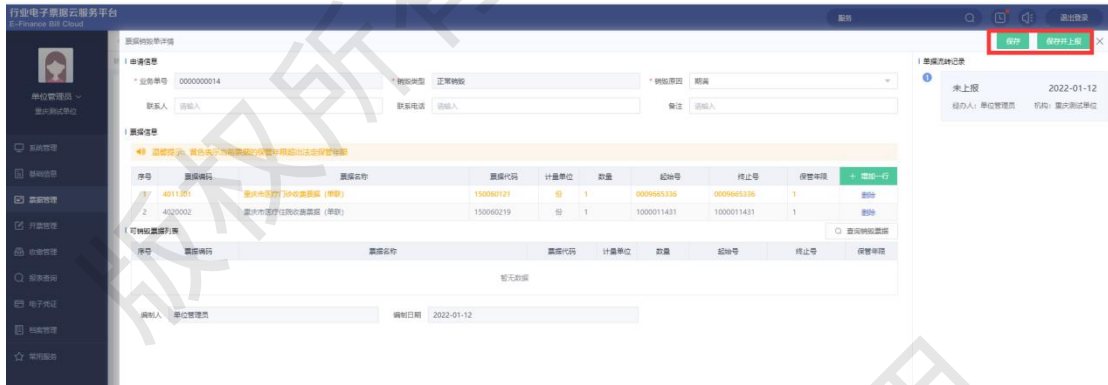 行业电子票据云服务平台
E-Finance Bill Cloud
服务
退出登录
票据销毁单详情
保存
保存并上报
申请信息
* 业务单号 0000000014
* 销毁类型 正常销毁
* 销毁原因 期满
联系人 请输入
联系电话 请输入
备注 请输入
单位管理员
重庆测试单位
票据信息
温馨提示：黄色表示当前票据的保管年限超出法定保管年限
序号 票据编码 票据名称 票据代码 计量单位 数量 起始号 终止号 保管年限 + 增加一行
1 4011301 重庆市医疗门诊收费票据（单联） 150060121 份 1 0009665336 0009665336 1 删除
2 4020002 重庆市医疗住院收费票据（单联） 150060219 份 1 1000011431 1000011431 1 删除
可销毁票据列表
查询销毁票据
序号 票据编码 票据名称 票据代码 计量单位 数量 起始号 终止号 保管年限
暂无数据
编制人 单位管理员
编制日期 2022-01-12
单据流转记录
1
未上报 2022-01-12
经办人：单位管理员 机构：重庆测试单位
系统管理
基础信息
票据管理
开票管理
收缴管理
报表查询
电子凭证
档案管理
常用服务
版权所有